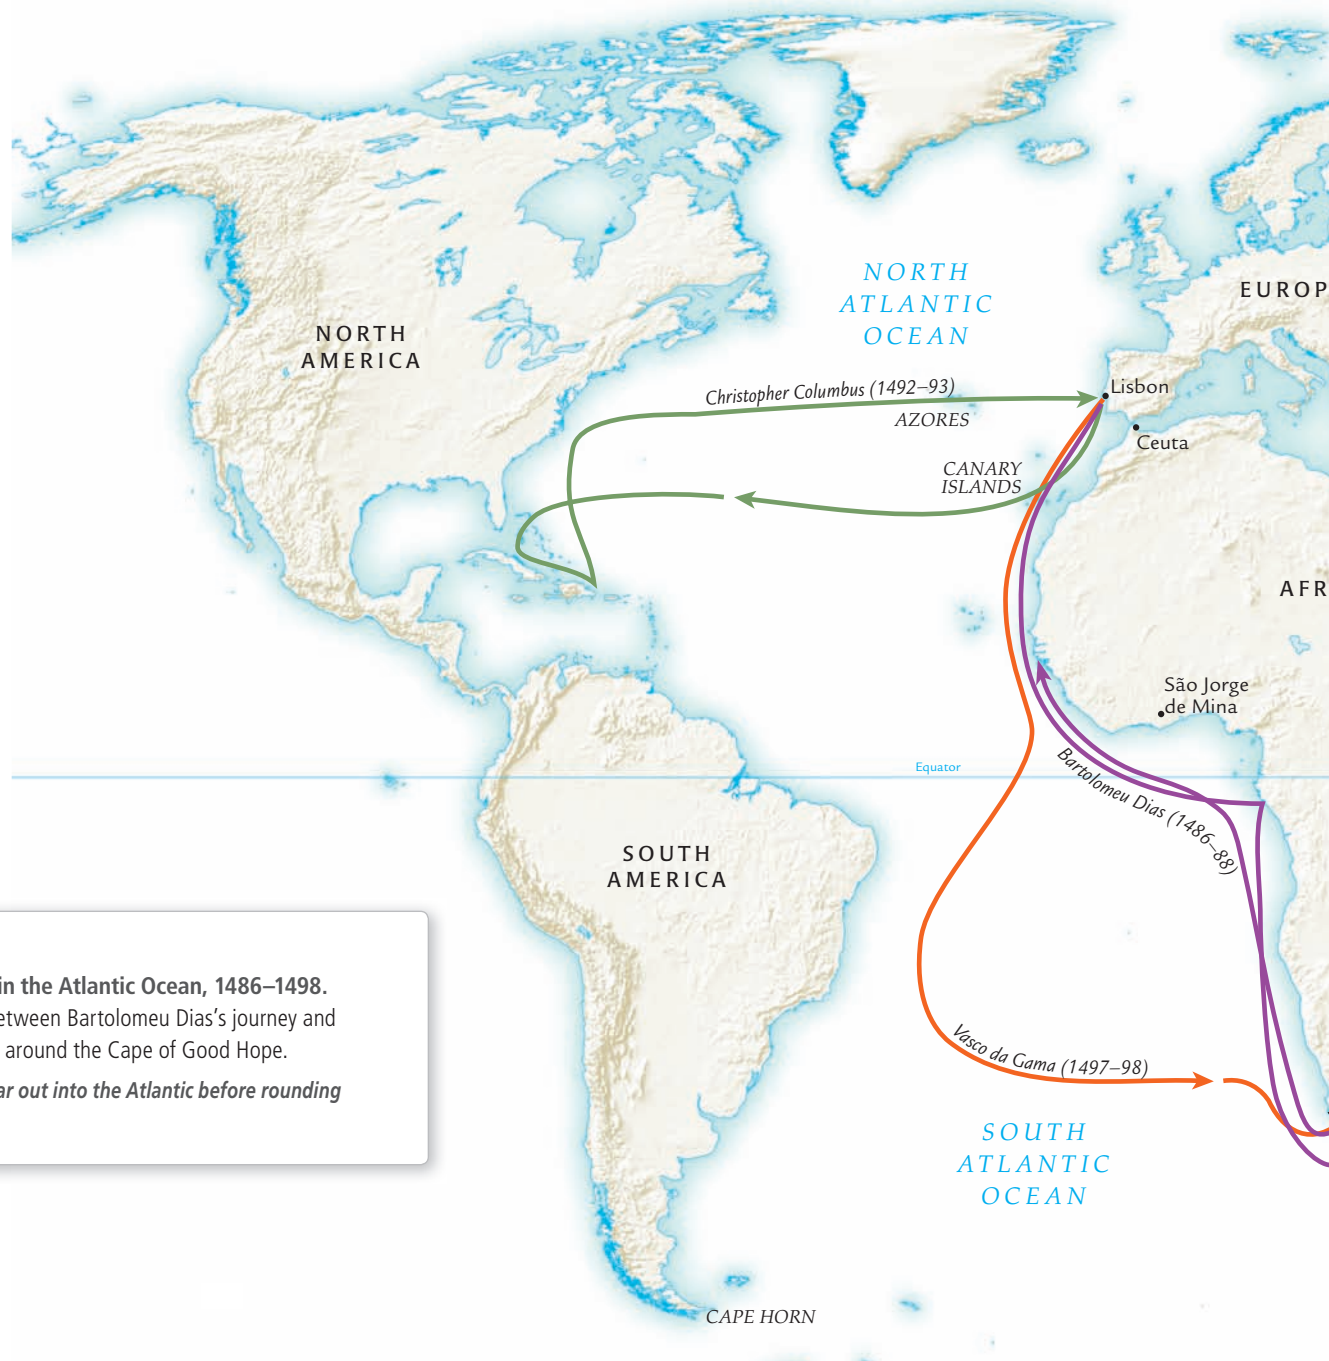 NORTH
ATLANTIC
OCEAN
EUROP
NORTH
AMERICA
Christopher Columbus (1492–93)
Lisbon
AZORES
Ceuta
CANARY
ISLANDS
AFR
São Jorge
de Mina
Equator
Bartolomeu Dias (1486–88)
SOUTH
AMERICA
in the Atlantic Ocean, 1486–1498.
etween Bartolomeu Dias's journey and
around the Cape of Good Hope.
ar out into the Atlantic before rounding
Vasco da Gama (1497–98)
SOUTH
ATLANTIC
OCEAN
CAPE HORN